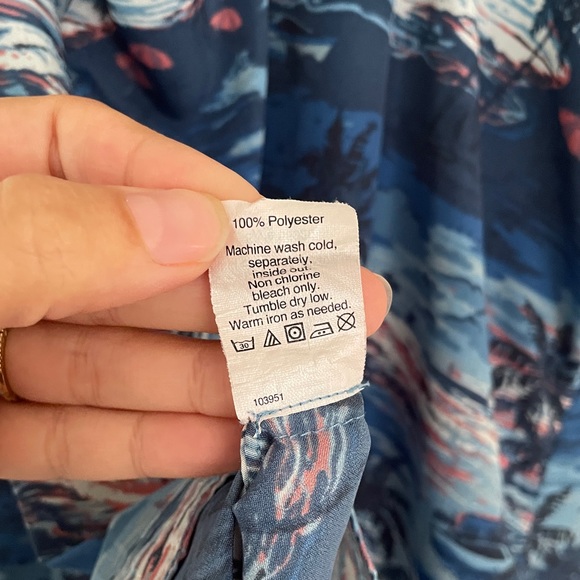 100% Polyester
Machine wash cold,
separately,
inside out.
Non chlorine
bleach only.
Tumble dry low.
Warm iron as needed.
30
103951